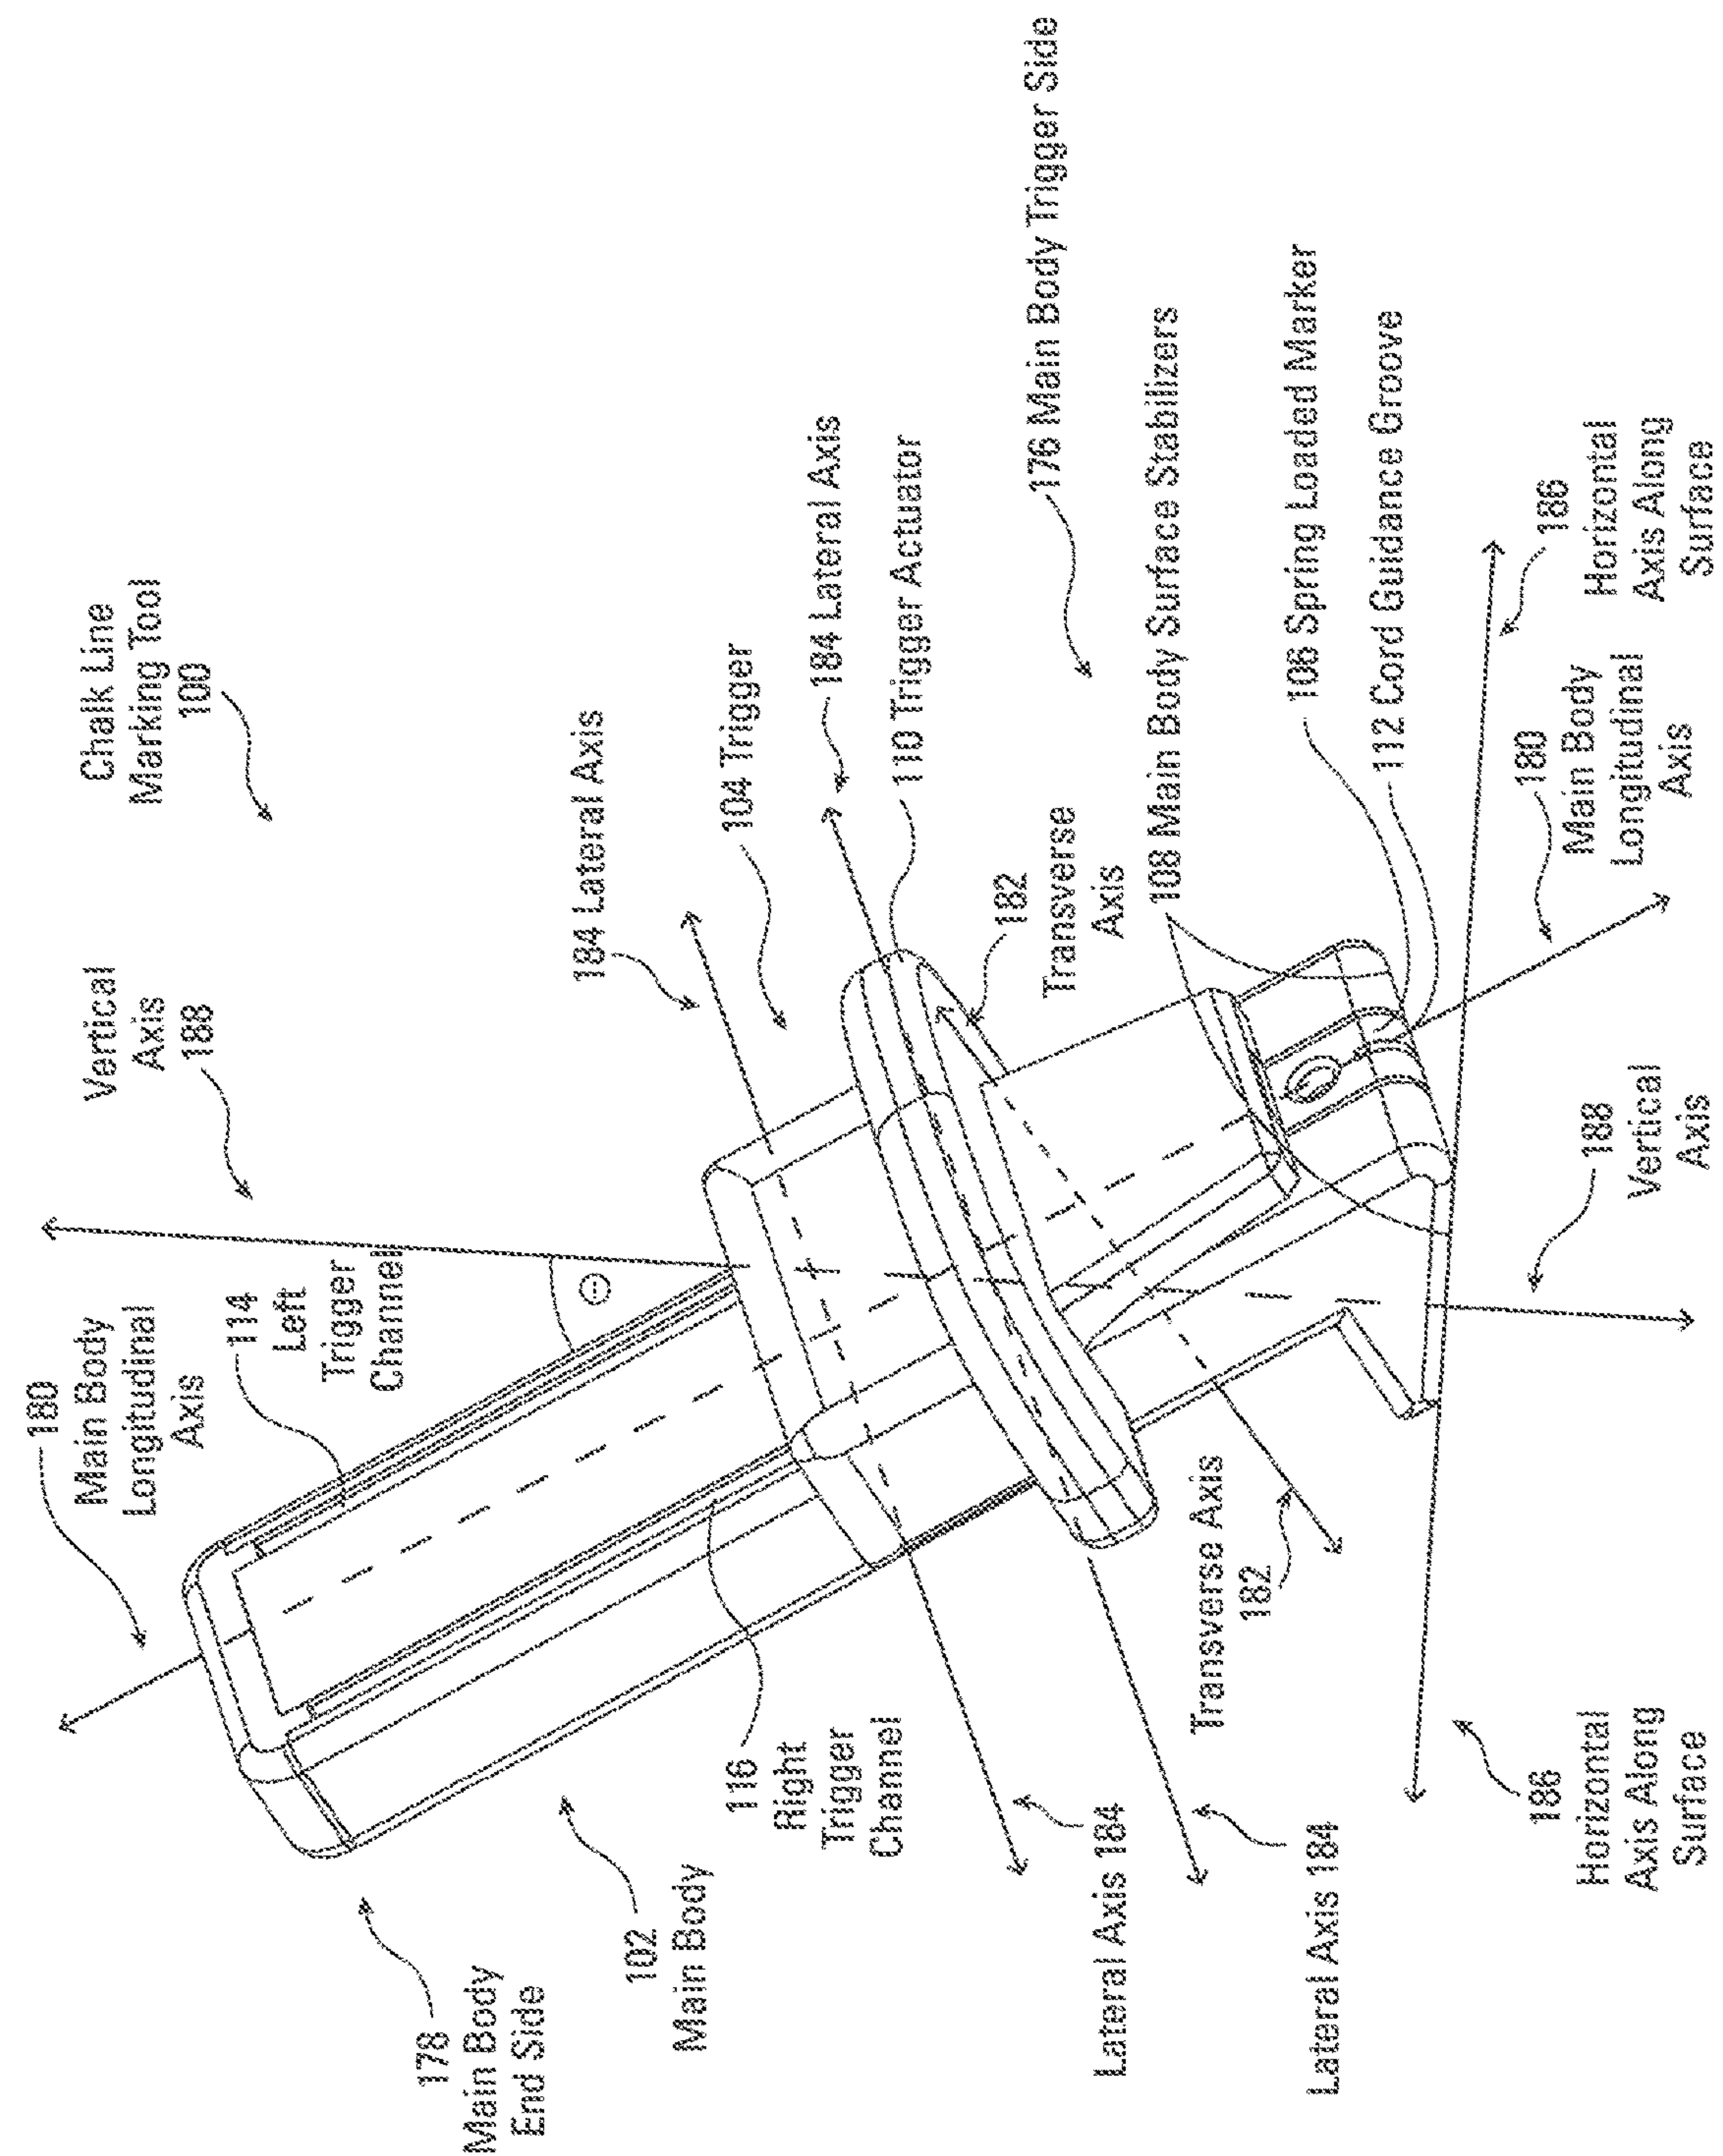 Chalk Line
Marking Tool
100
Vertical
Axis
188
180
Main Body
Longitudinal
Axis
114
Left
Trigger
Channel
Θ
184 Lateral Axis
104 Trigger
184 Lateral Axis
110 Trigger Actuator
182
Transverse
Axis
176 Main Body Trigger Side
108 Main Body Surface Stabilizers
106 Spring Loaded Marker
112 Cord Guidance Groove
186
Horizontal
Axis Along
Surface
180
Main Body
Longitudinal
Axis
188
Vertical
Axis
178
Main Body
End Side
102
Main Body
116
Right
Trigger
Channel
Lateral Axis 184
Transverse Axis
182
Lateral Axis 184
186
Horizontal
Axis Along
Surface